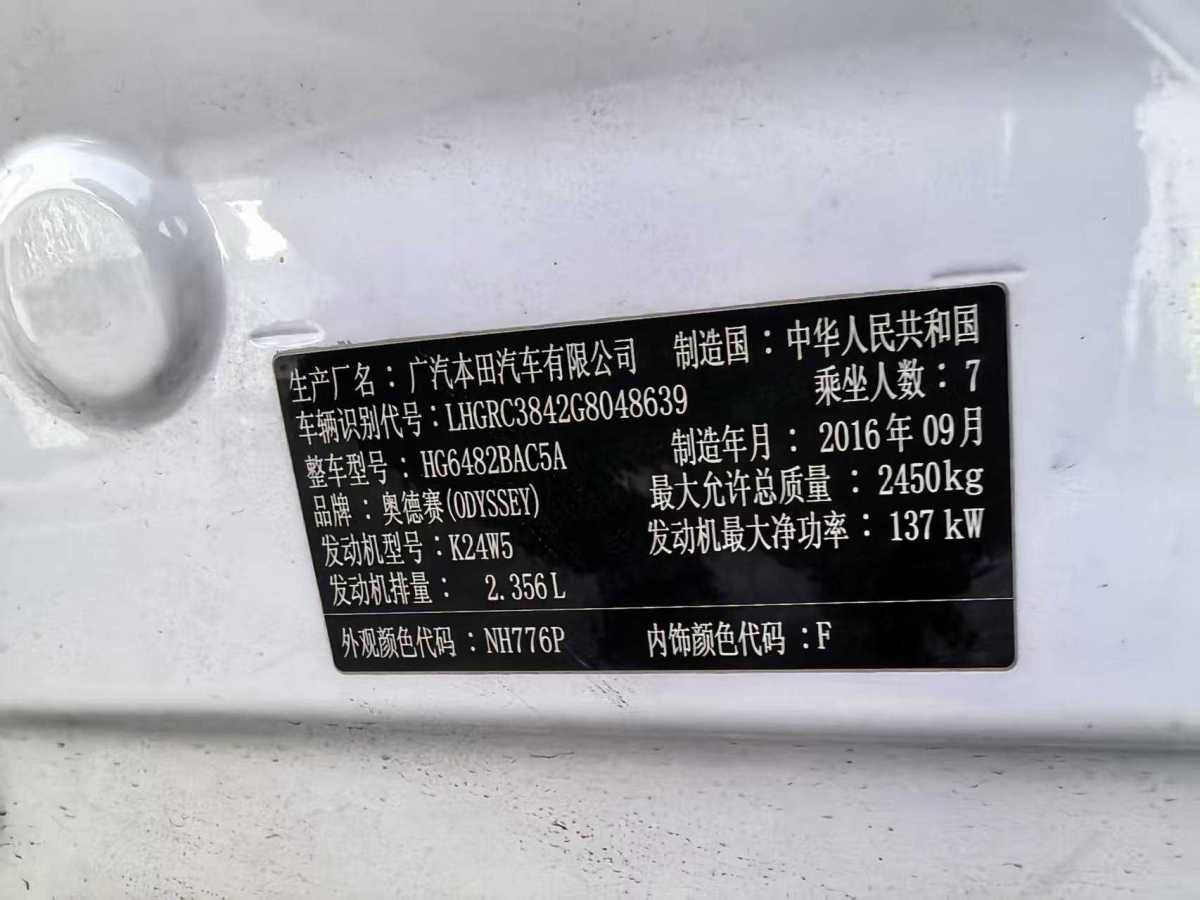 生产厂名：广汽本田汽车有限公司 制造国：中华人民共和国
车辆识别代号：LHGRC3842G8048639 乘坐人数：7
整车型号：HG6482BAC5A 制造年月：2016年09月
品牌：奥德赛(ODYSSEY) 最大允许总质量：2450kg
发动机型号：K24W5 发动机最大净功率：137kW
发动机排量：2.356L
外观颜色代码：NH776P 内饰颜色代码：F